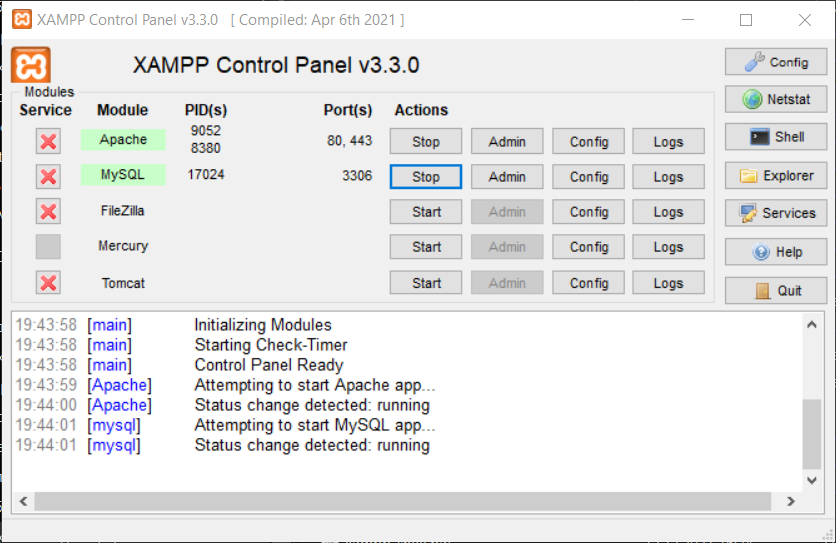 XAMPP Control Panel v3.3.0 [ Compiled: Apr 6th 2021 ]
XAMPP Control Panel v3.3.0
Config
Modules
Service Module PID(s) Port(s) Actions
Netstat
Apache 9052 8380 80, 443 Stop Admin Config Logs
Shell
MySQL 17024 3306 Stop Admin Config Logs
Explorer
FileZilla Start Admin Config Logs
Services
Mercury Start Admin Config Logs
Help
Tomcat Start Admin Config Logs
Quit
19:43:58 [main] Initializing Modules
19:43:58 [main] Starting Check-Timer
19:43:58 [main] Control Panel Ready
19:43:59 [Apache] Attempting to start Apache app...
19:44:00 [Apache] Status change detected: running
19:44:01 [mysql] Attempting to start MySQL app...
19:44:01 [mysql] Status change detected: running